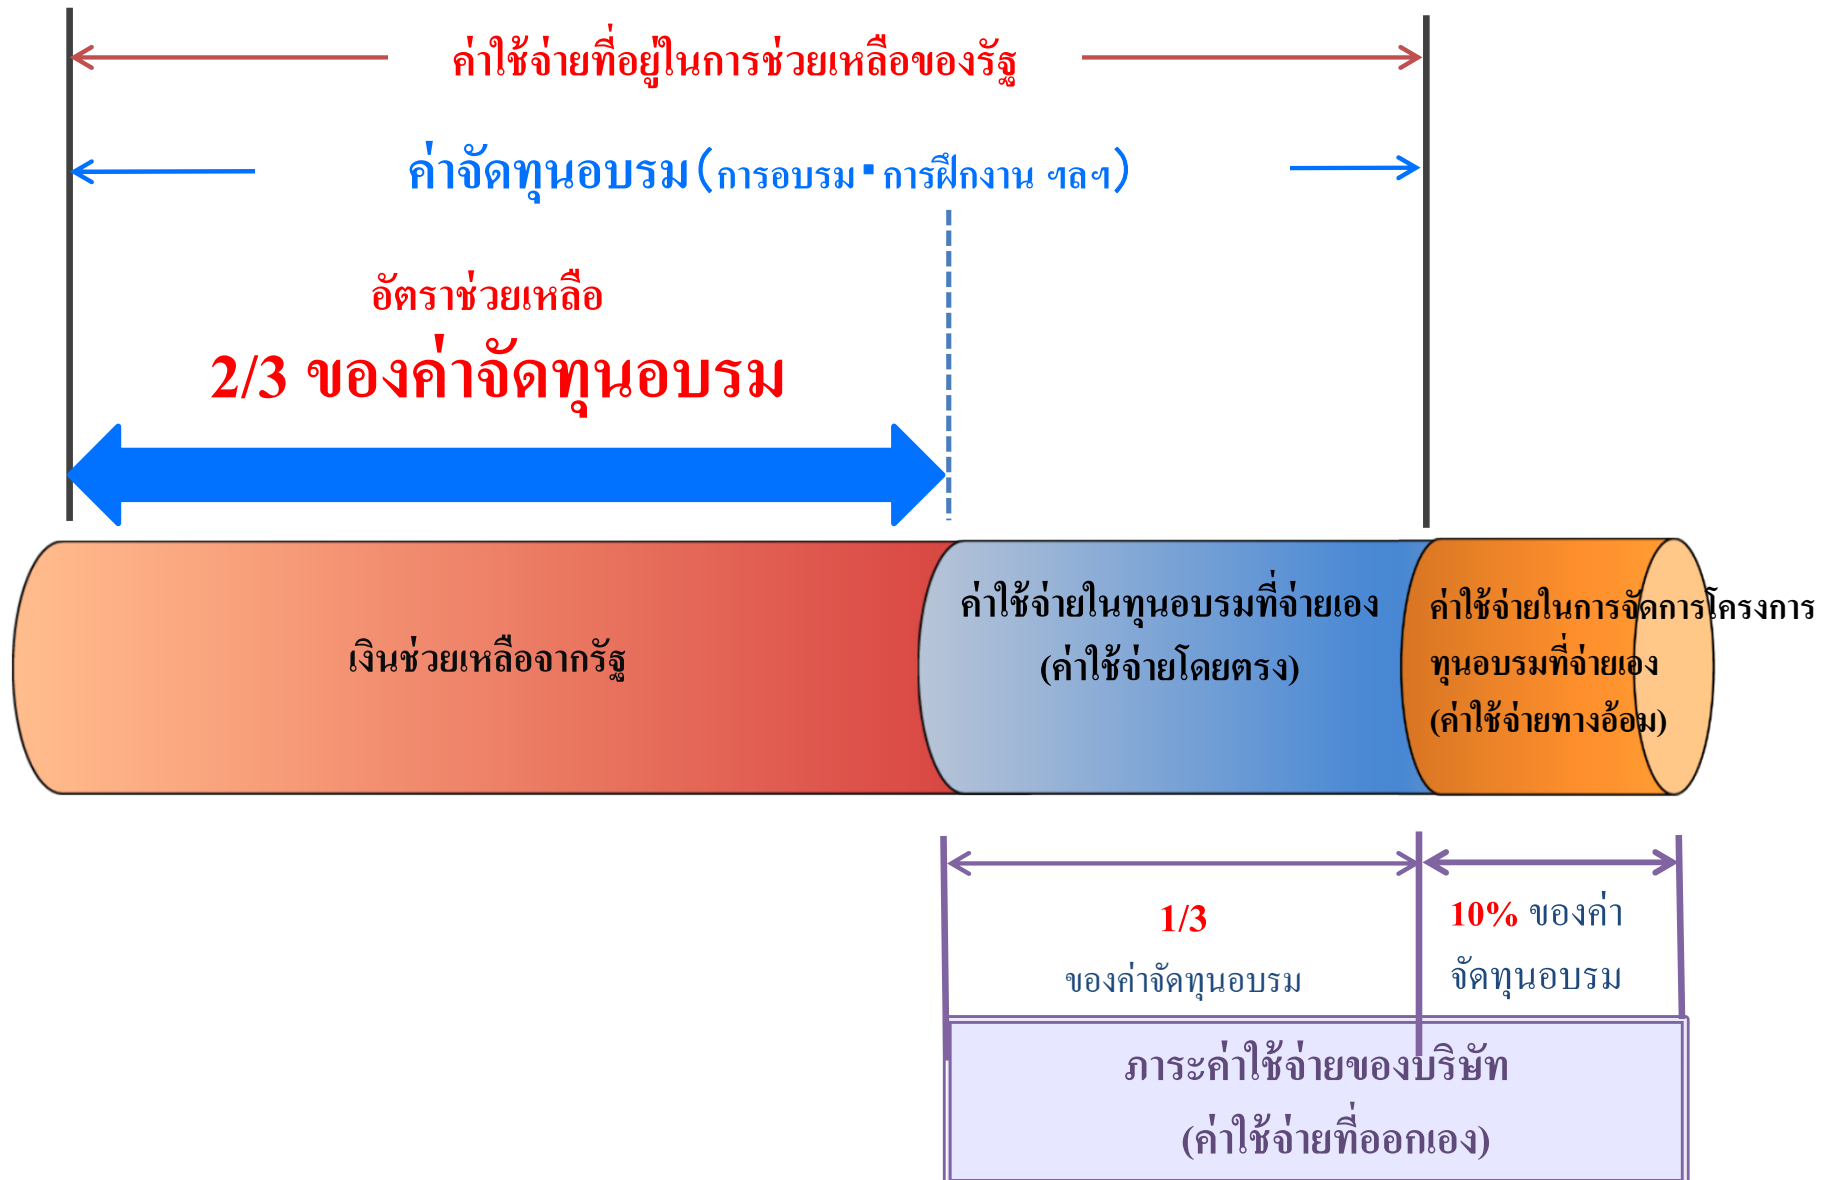 ค่าใช้จ่ายที่อยู่ในการช่วยเหลือของรัฐ
ค่าจัดทุนอบรม(การอบรม▪การฝึกงาน ฯลฯ)
อัตราช่วยเหลือ
2/3 ของค่าจัดทุนอบรม
เงินช่วยเหลือจากรัฐ
ค่าใช้จ่ายในทุนอบรมที่จ่ายเอง
(ค่าใช้จ่ายโดยตรง)
ค่าใช้จ่ายในการจัดการโครงการ
ทุนอบรมที่จ่ายเอง
(ค่าใช้จ่ายทางอ้อม)
1/3
ของค่าจัดทุนอบรม
10% ของค่า
จัดทุนอบรม
ภาระค่าใช้จ่ายของบริษัท
(ค่าใช้จ่ายที่ออกเอง)